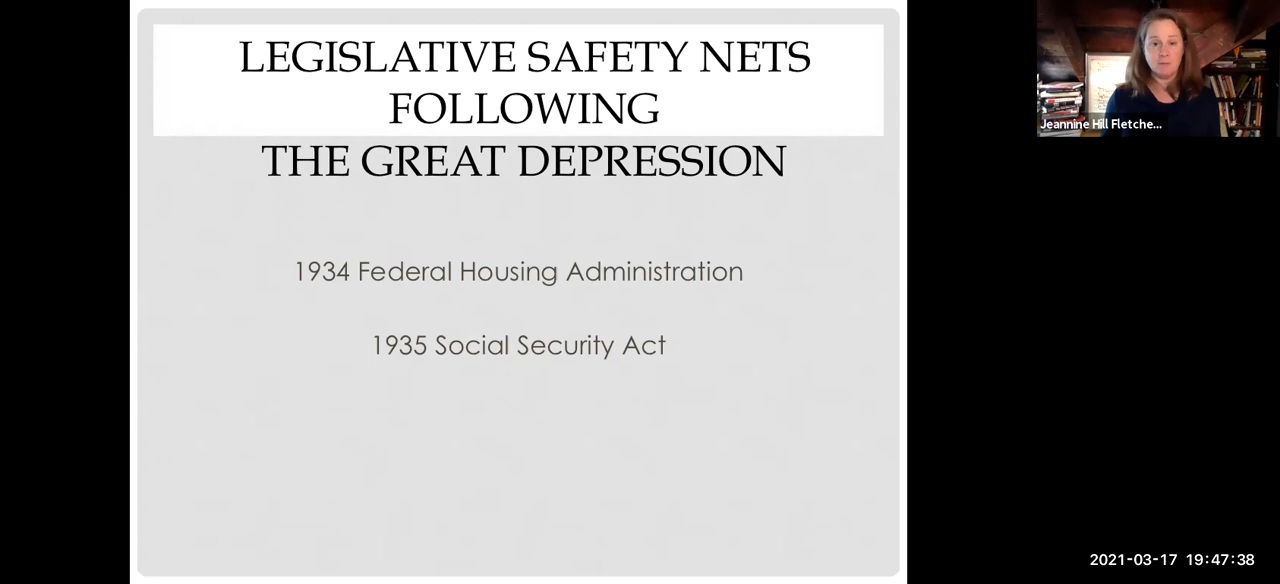 LEGISLATIVE SAFETY NETS
FOLLOWING
THE GREAT DEPRESSION
1934 Federal Housing Administration
1935 Social Security Act
Jeannine Hill Fletche...
2021-03-17 19:47:38